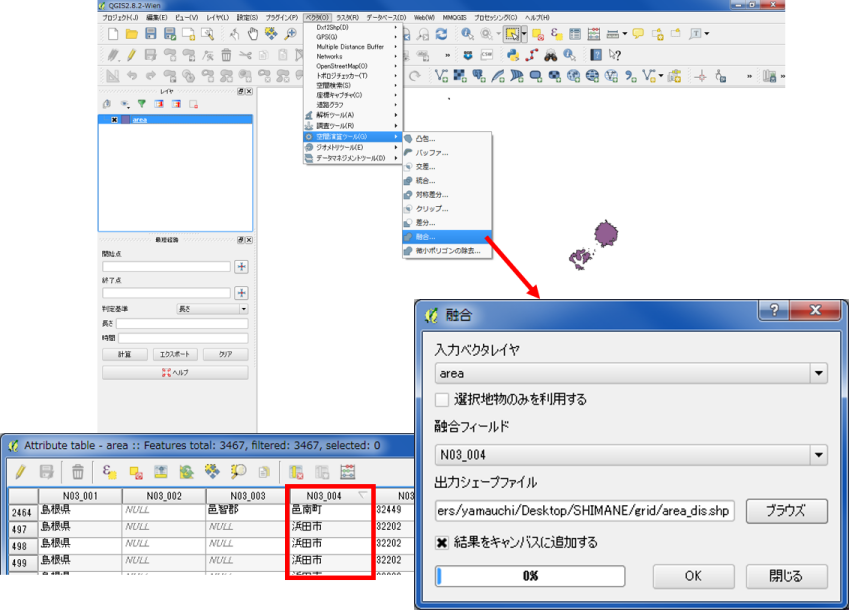 QGIS2.8.2-Wien
プロジェクト(J) 編集(E) ビュー(V) レイヤ(L) 設定(S) プラグイン(P) ベクタ(O) ラスタ(R) データベース(D) Web(W) MMQGIS プロセッシング(C) ヘルプ(H)
Dxf2Shp(D)
GPS(G)
Multiple Distance Buffer
Networks
OpenStreetMap(O)
トポロジチェッカー(T)
空間検索(S)
座標キャプチャ(C)
道路グラフ
解析ツール(A)
調査ツール(R)
空間演算ツール(G)
ジオメトリツール(E)
データマネジメントツール(D)
凸包...
バッファ...
交差...
統合...
対称差分...
クリップ...
差分...
融合...
微小ポリゴンの除去...
レイヤ
area
最短経路
開始点
終了点
判定基準 長さ
長さ
時間
計算 エクスポート クリア
ヘルプ
融合
入力ベクタレイヤ
area
選択地物のみを利用する
融合フィールド
N03_004
出力シェープファイル
ers/yamauchi/Desktop/SHIMANE/grid/area_dis.shp ブラウズ
結果をキャンバスに追加する
0% OK 閉じる
Attribute table - area :: Features total: 3467, filtered: 3467, selected: 0
N03_001 N03_002 N03_003 N03_004 N03
2464 島根県 NULL 邑智郡 邑南町 32449
497 島根県 NULL NULL 浜田市 32202
498 島根県 NULL NULL 浜田市 32202
499 島根県 NULL NULL 浜田市 32202